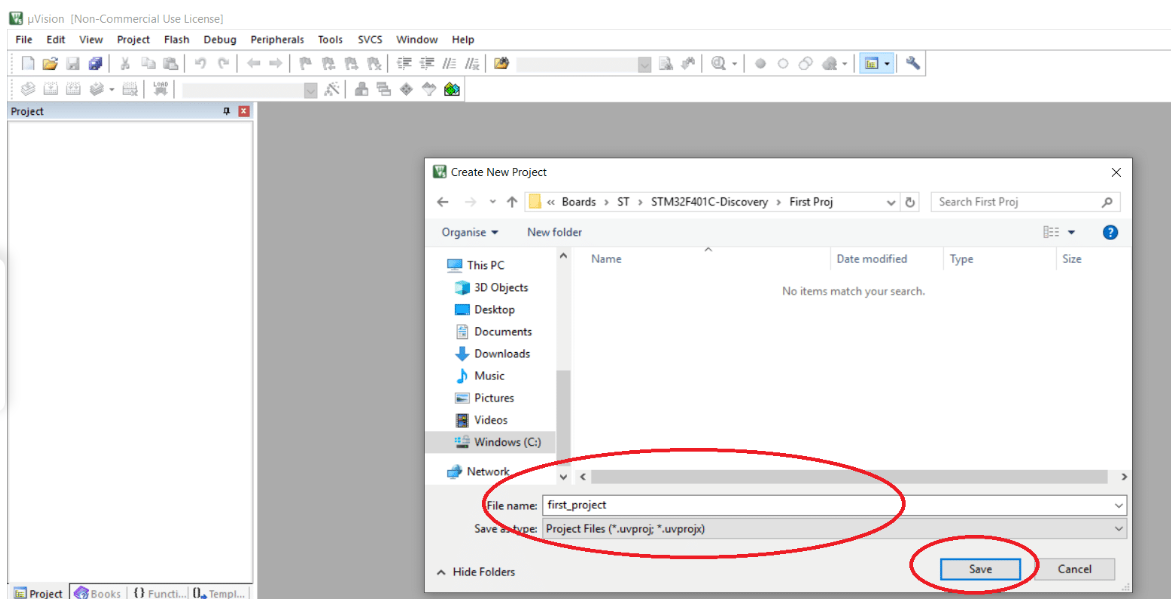 µVision [Non-Commercial Use License]
File Edit View Project Flash Debug Peripherals Tools SVCS Window Help
LOAD
Project
Create New Project
« Boards › ST › STM32F401C-Discovery › First Proj
Search First Proj
Organise New folder
Name Date modified Type Size
No items match your search.
This PC
3D Objects
Desktop
Documents
Downloads
Music
Pictures
Videos
Windows (C:)
Network
File name: first_project
Save as type: Project Files (*.uvproj; *.uvprojx)
Hide Folders
Save Cancel
Project Books {} Functi... 0 Templ...